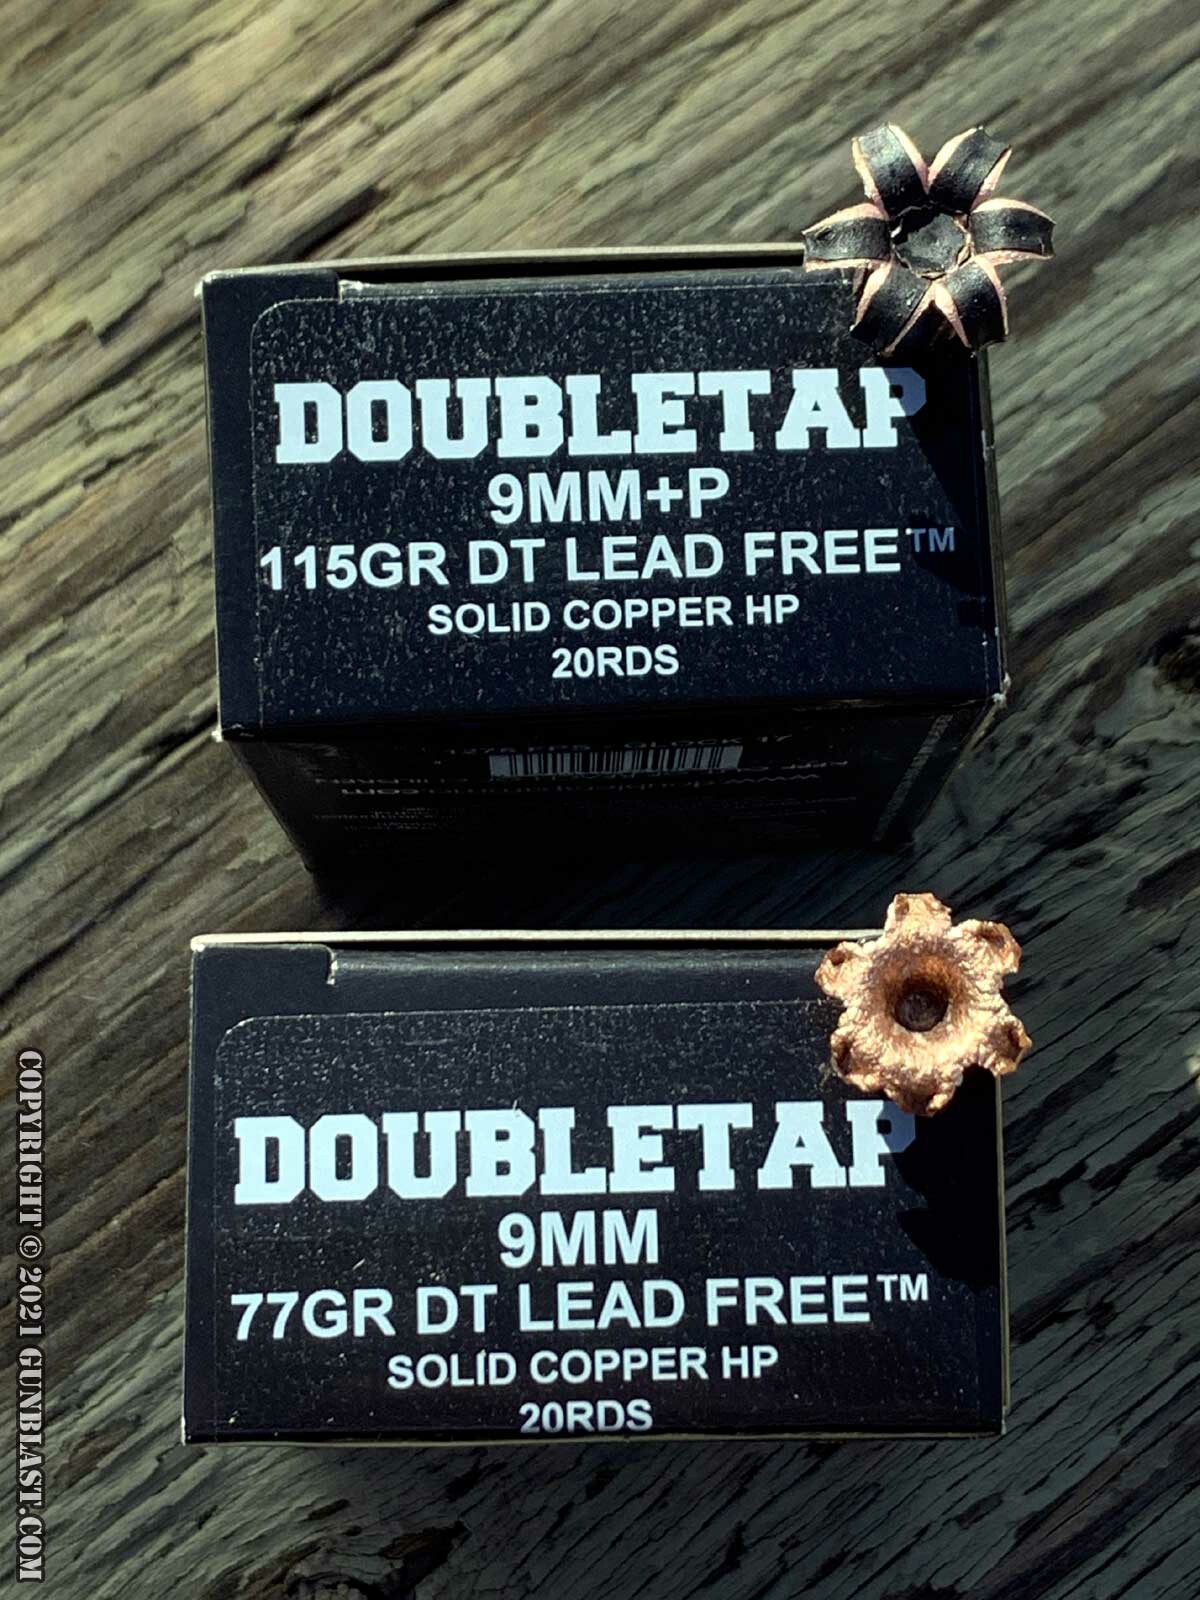 DOUBLETAP
9MM+P
115GR DT LEAD FREE™
SOLID COPPER HP
20RDS
DOUBLETAP
9MM
77GR DT LEAD FREE™
SOLID COPPER HP
20RDS
COPYRIGHT © 2021 GUNBLAST.COM